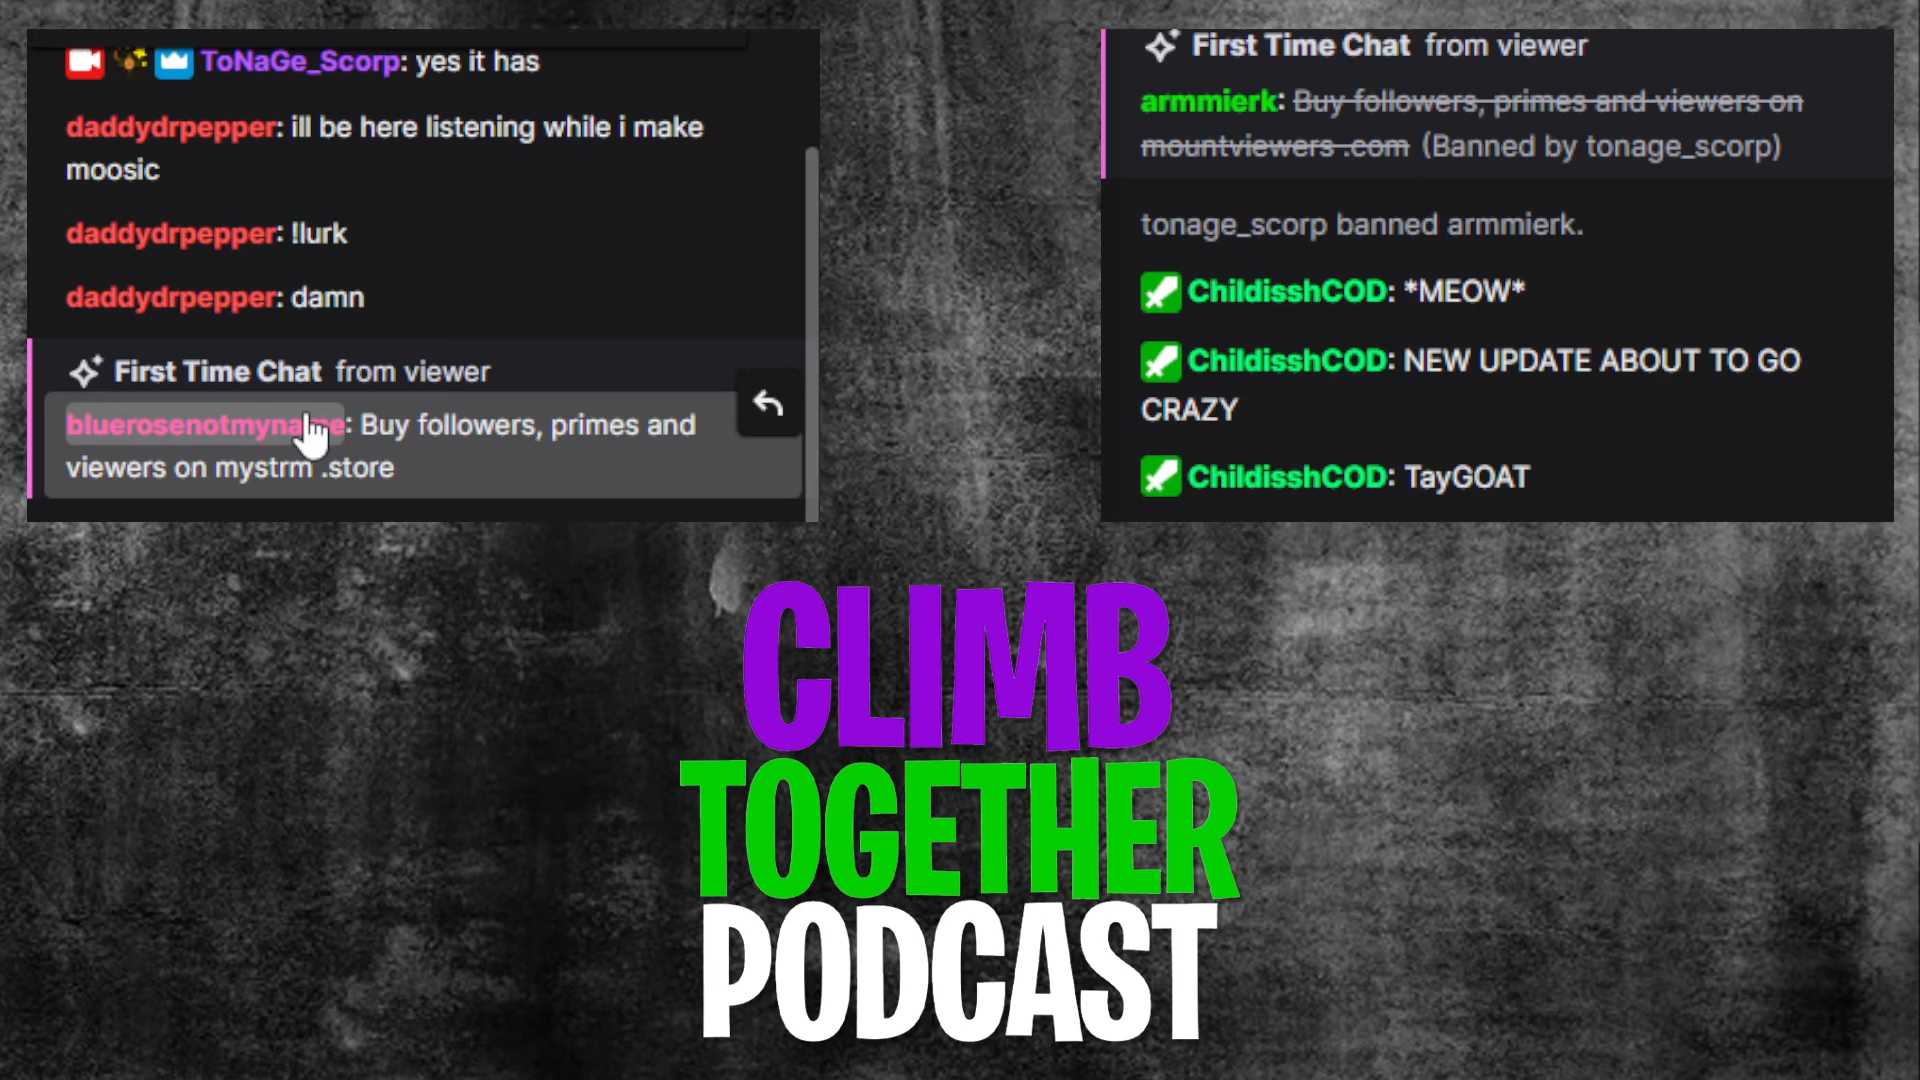 ToNaGe_Scorp: yes it has
daddydrpepper: ill be here listening while i make
moosic
daddydrpepper: !lurk
daddydrpepper: damn
First Time Chat from viewer
bluerosenotmyname: Buy followers, primes and
viewers on mystrm .store
First Time Chat from viewer
armmierk: Buy followers, primes and viewers on
mountviewers .com (Banned by tonage_scorp)
tonage_scorp banned armmierk.
ChildisshCOD: *MEOW*
ChildisshCOD: NEW UPDATE ABOUT TO GO
CRAZY
ChildisshCOD: TayGOAT
CLIMB
TOGETHER
PODCAST